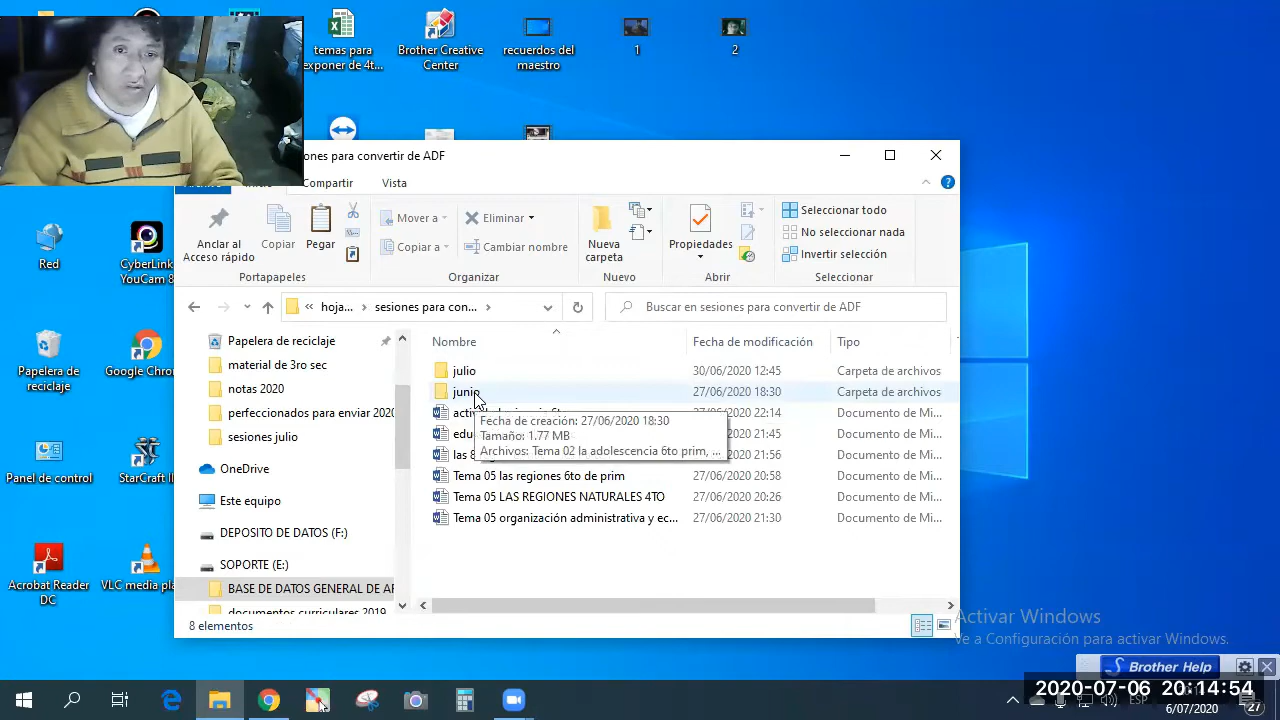 temas para
exponer de 4t...
Brother Creative
Center
recuerdos del
maestro
1
2
Red
CyberLink
YouCam 8
Papelera de
reciclaje
Google Chro
Panel de control
StarCraft II
Acrobat Reader
DC
VLC media pla
ones para convertir de ADF
Compartir
Vista
Anclar al
Acceso rápido
Copiar
Pegar
Mover a
Copiar a
Eliminar
Cambiar nombre
Nueva
carpeta
Propiedades
Seleccionar todo
No seleccionar nada
Invertir selección
Portapapeles
Organizar
Nuevo
Abrir
Seleccionar
« hoja... > sesiones para con... >
Buscar en sesiones para convertir de ADF
Papelera de reciclaje
material de 3ro sec
notas 2020
perfeccionados para enviar 2020
sesiones julio
OneDrive
Este equipo
DEPOSITO DE DATOS (F:)
SOPORTE (E:)
BASE DE DATOS GENERAL DE AF
documentos curriculares 2019
Nombre Fecha de modificación Tipo
julio 30/06/2020 12:45 Carpeta de archivos
junio 27/06/2020 18:30 Carpeta de archivos
22:14 Documento de Mi...
21:45 Documento de Mi...
las 21:56 Documento de Mi...
Tema 05 las regiones 6to de prim 27/06/2020 20:58 Documento de Mi...
Tema 05 LAS REGIONES NATURALES 4TO 27/06/2020 20:26 Documento de Mi...
Tema 05 organización administrativa y ec... 27/06/2020 21:30 Documento de Mi...
Fecha de creación: 27/06/2020 18:30
Tamaño: 1.77 MB
Archivos: Tema 02 la adolescencia 6to prim, ...
8 elementos
Activar Windows
Ve a Configuración para activar Windows.
Brother Help
2020-07-06 20:14:54
ESP
6/07/2020
27